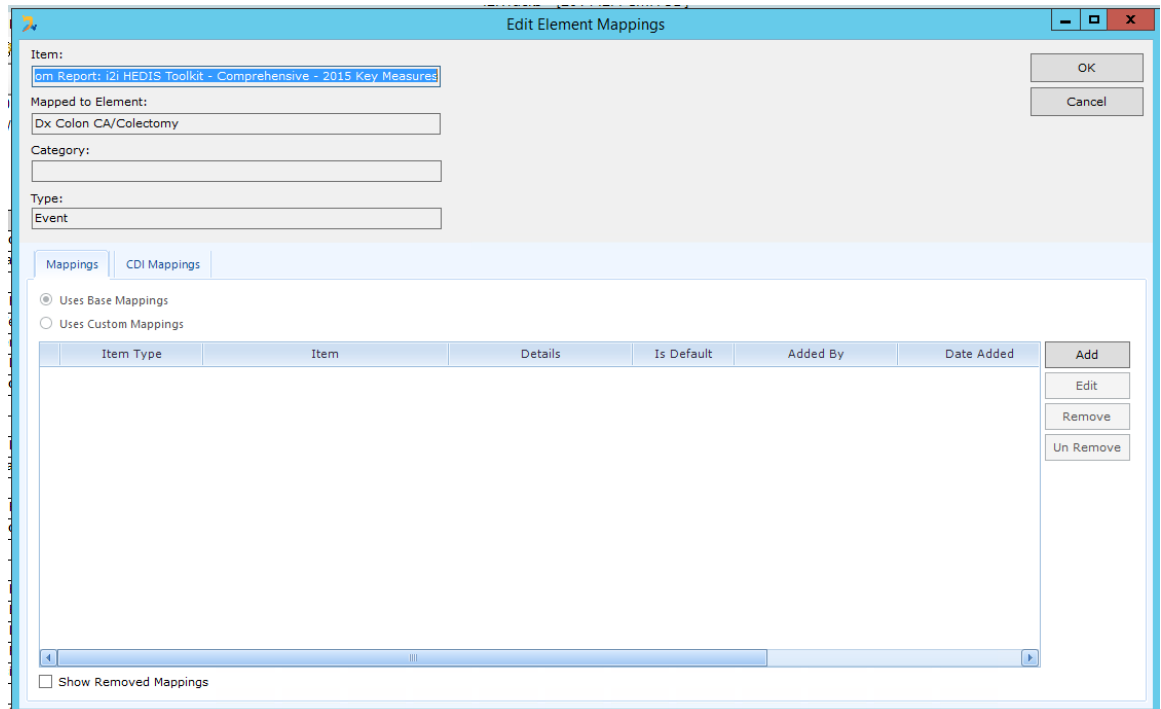 Edit Element Mappings
Item:
om Report: i2i HEDIS Toolkit - Comprehensive - 2015 Key Measures
OK
Mapped to Element:
Cancel
Dx Colon CA/Colectomy
Category:
Type:
Event
Mappings CDI Mappings
Uses Base Mappings
Uses Custom Mappings
Item Type Item Details Is Default Added By Date Added
Add
Edit
Remove
Un Remove
Show Removed Mappings